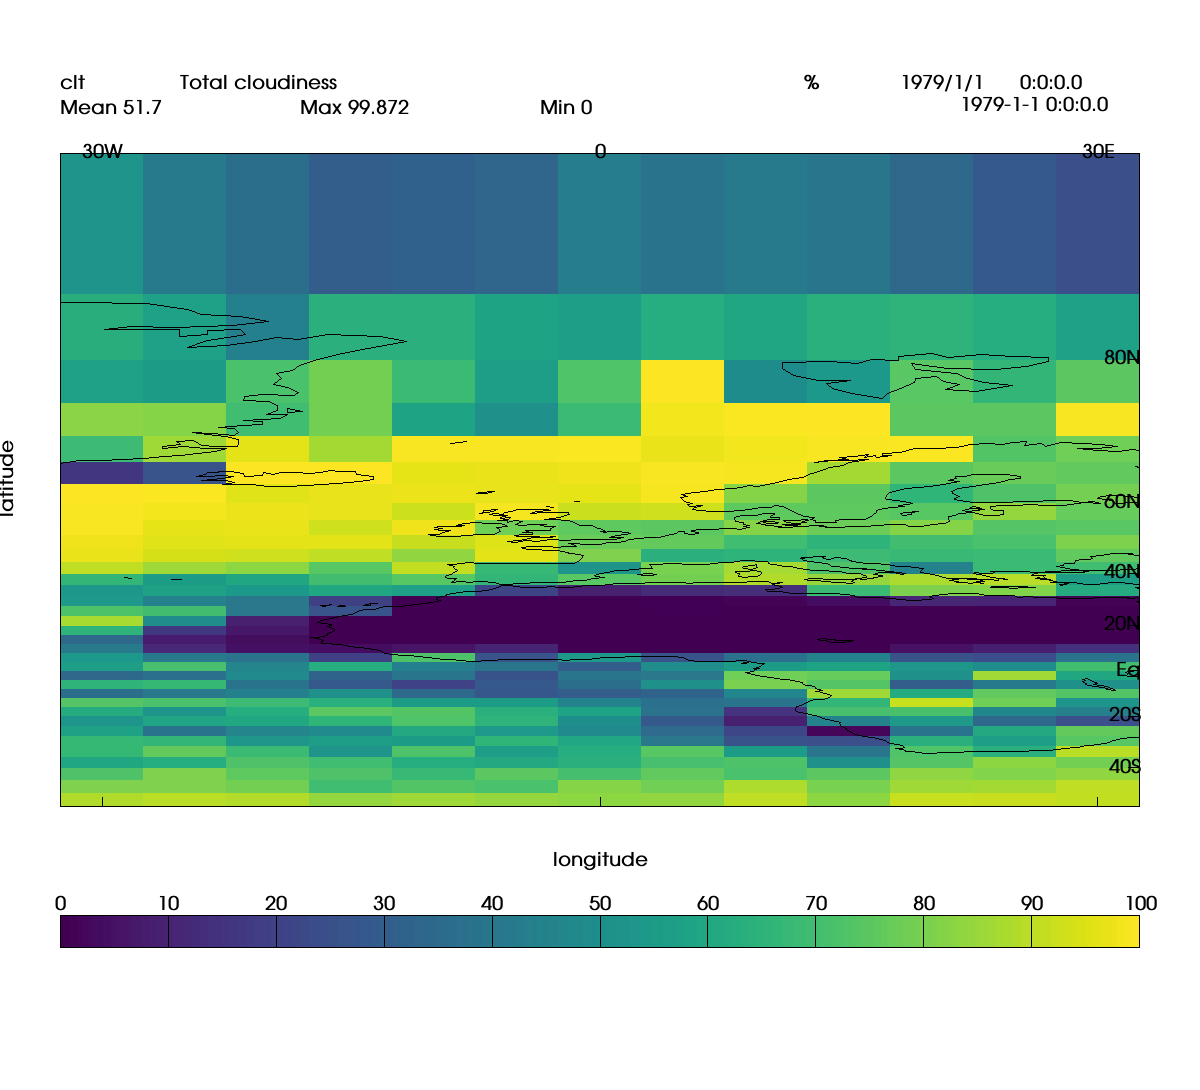 clt Total cloudiness % 1979/1/1 0:0:0.0
Mean 51.7 Max 99.872 Min 0 1979-1-1 0:0:0.0
30W 0 30E
80N
latitude
60N
40N
20N
Eq
20S
40S
longitude
0 10 20 30 40 50 60 70 80 90 100